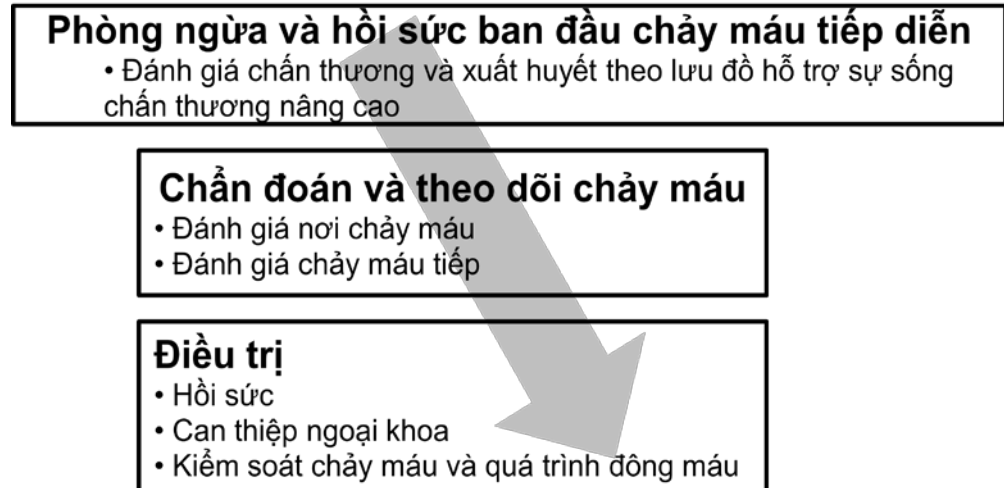 Phòng ngừa và hồi sức ban đầu chảy máu tiếp diễn
• Đánh giá chấn thương và xuất huyết theo lưu đồ hỗ trợ sự sống
chấn thương nâng cao
Chẩn đoán và theo dõi chảy máu
• Đánh giá nơi chảy máu
• Đánh giá chảy máu tiếp
Điều trị
• Hồi sức
• Can thiệp ngoại khoa
• Kiểm soát chảy máu và quá trình đông máu